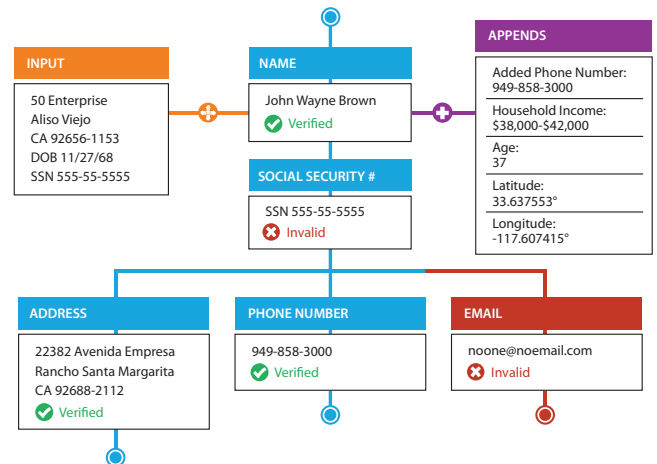 INPUT
50 Enterprise
Aliso Viejo
CA 92656-1153
DOB 11/27/68
SSN 555-55-5555
NAME
John Wayne Brown
Verified
APPENDS
Added Phone Number:
949-858-3000
Household Income:
$38,000-$42,000
Age:
37
Latitude:
33.637553°
Longitude:
-117.607415°
SOCIAL SECURITY #
SSN 555-55-5555
Invalid
ADDRESS
22382 Avenida Empresa
Rancho Santa Margarita
CA 92688-2112
Verified
PHONE NUMBER
949-858-3000
Verified
EMAIL
noone@noemail.com
Invalid